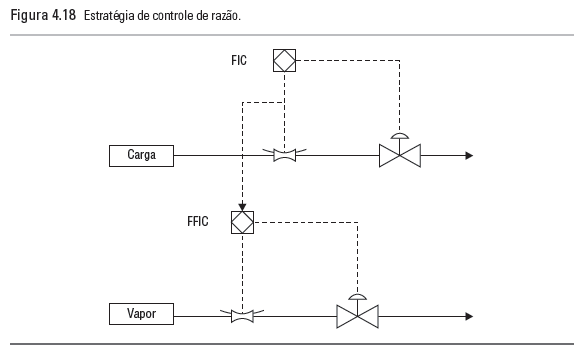 Figura 4.18 Estratégia de controle de razão.
FIC
Carga
FFIC
Vapor